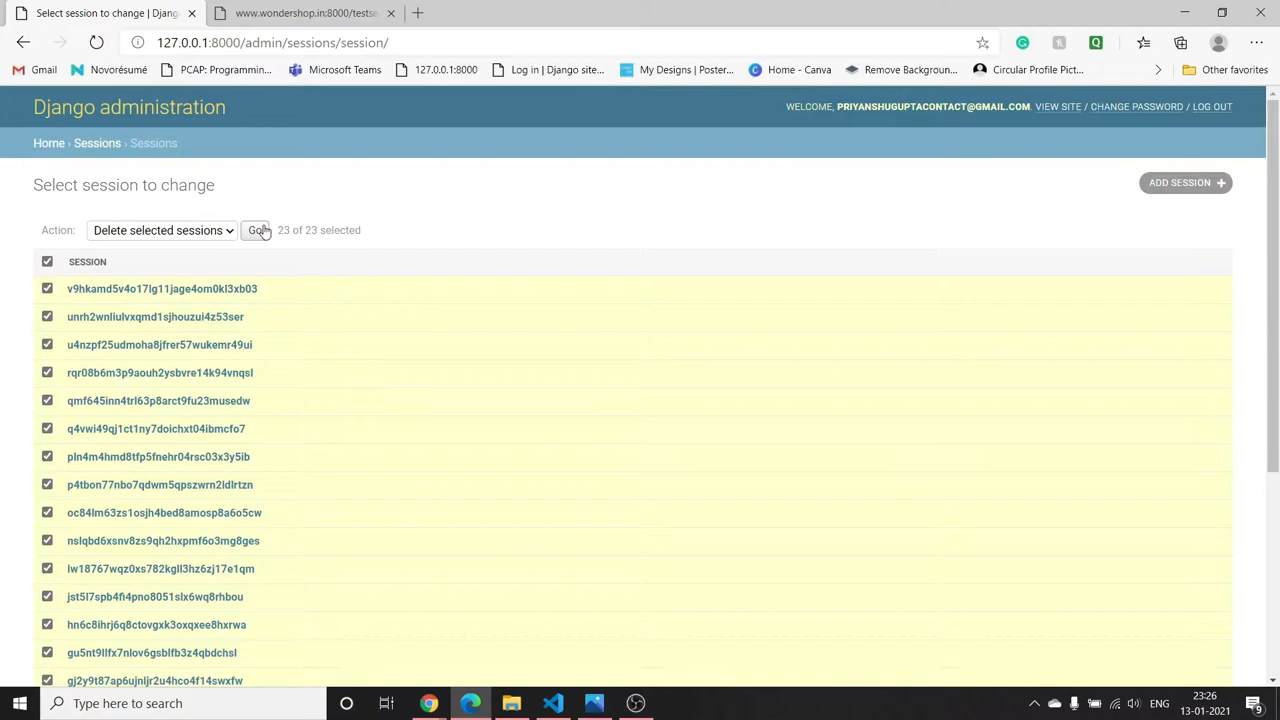 Select session to change | Djang
www.wondershop.in:8000/testse
127.0.0.1:8000/admin/sessions/session/
Gmail
Novorésumé
PCAP: Programmin...
Microsoft Teams
127.0.0.1:8000
Log in | Django site...
My Designs | Poster...
Home - Canva
Remove Backgroun...
Circular Profile Pict...
Other favorites
Django administration
WELCOME, PRIYANSHUGUPTACONTACT@GMAIL.COM. VIEW SITE / CHANGE PASSWORD / LOG OUT
Home › Sessions › Sessions
Select session to change
ADD SESSION +
Action: Delete selected sessions Go 23 of 23 selected
SESSION
v9hkamd5v4o17lg11jage4om0kl3xb03
unrh2wnliulvxqmd1sjhouzui4z53ser
u4nzpf25udmoha8jfrer57wukemr49ui
rqr08b6m3p9aouh2ysbvre14k94vnqsl
qmf645inn4trl63p8arct9fu23musedw
q4vwi49qj1ct1ny7doichxt04ibmcfo7
pln4m4hmd8tfp5fnehr04rsc03x3y5ib
p4tbon77nbo7qdwm5qpszwrn2ldlrtzn
oc84lm63zs1osjh4bed8amosp8a6o5cw
nslqbd6xsnv8zs9qh2hxpmf6o3mg8ges
lw18767wqz0xs782kgll3hz6zj17e1qm
jst5l7spb4fi4pno8051slx6wq8rhbou
hn6c8ihrj6q8ctovgxk3oxqxee8hxrwa
gu5nt9llfx7nlov6gsblfb3z4qbdchsl
gj2y9t87ap6ujnljr2u4hco4f14swxfw
Type here to search
ENG
23:26
13-01-2021
9